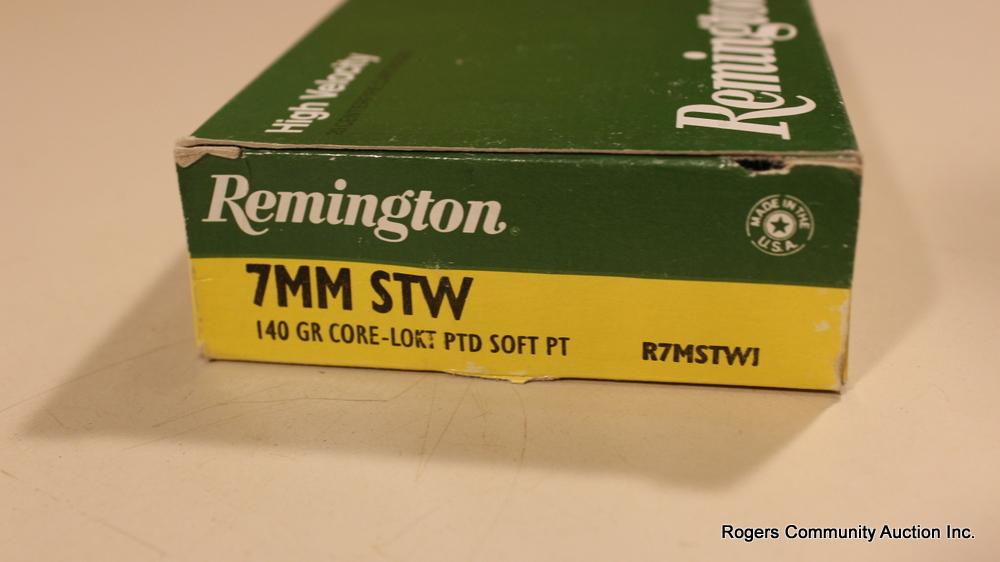 High Velocity
Remington
Remington
MADE IN THE
U.S.A.
7MM STW
140 GR CORE-LOKT PTD SOFT PT
R7MSTW1
Rogers Community Auction Inc.